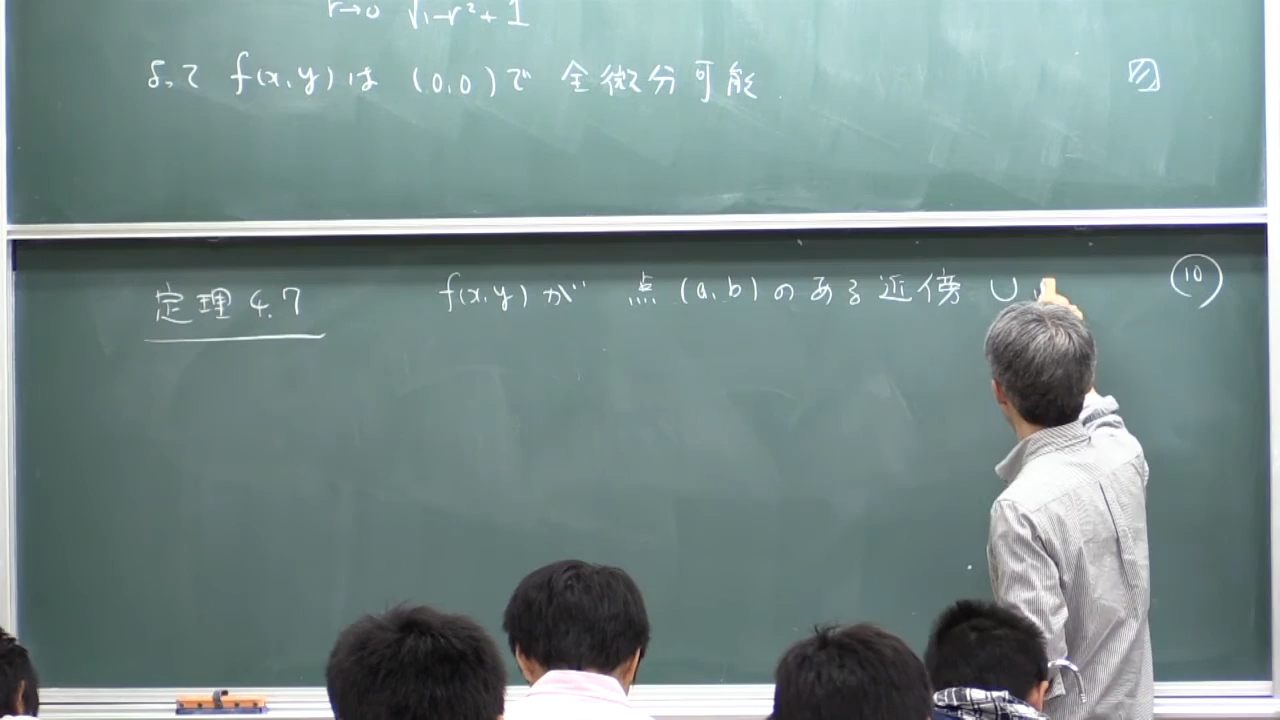 r→0 √1-r²+1
よって f(x,y)は (0,0)で 全微分可能
定理 4.7 f(x,y)が 点(a,b)のある近傍 U
10